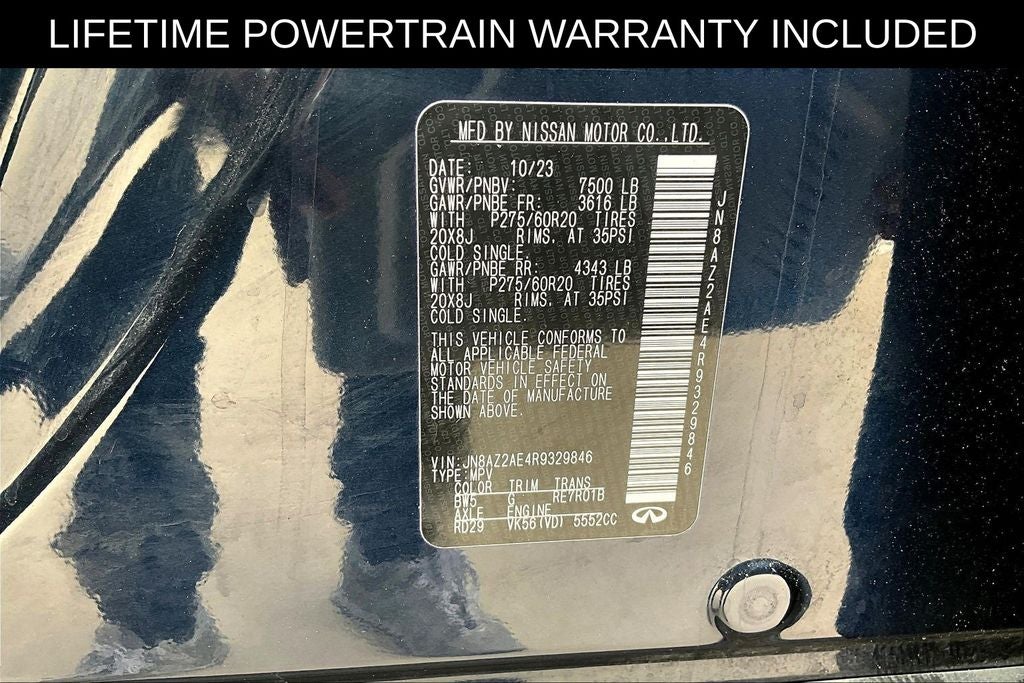 LIFETIME POWERTRAIN WARRANTY INCLUDED
MFD BY NISSAN MOTOR CO.,LTD.
DATE: 10/23
GVWR/PNBV: 7500 LB
GAWR/PNBE FR: 3616 LB
WITH P275/60R20 TIRES
20X8J RIMS. AT 35PSI
COLD SINGLE.
GAWR/PNBE RR: 4343 LB
WITH P275/60R20 TIRES
20X8J RIMS. AT 35PSI
COLD SINGLE.
THIS VEHICLE CONFORMS TO
ALL APPLICABLE FEDERAL
MOTOR VEHICLE SAFETY
STANDARDS IN EFFECT ON
THE DATE OF MANUFACTURE
SHOWN ABOVE.
VIN:JN8AZ2AE4R9329846
TYPE:MPV
COLOR TRIM TRANS
BW5 G RE7R01B
AXLE ENGINE
RD29 VK56(VD) 5552CC
JN8AZ2AE4R9329846